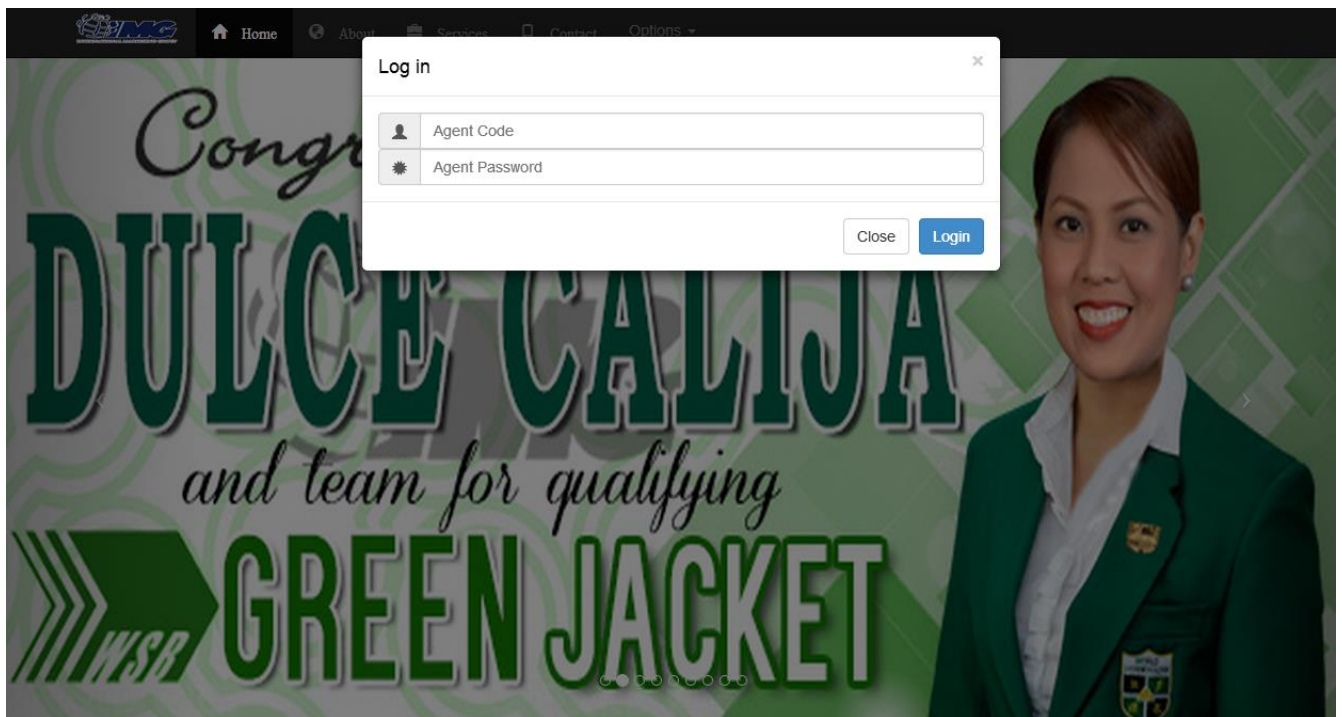 IMG
Home About Services Contact Options
Log in ×
Agent Code
Agent Password
Close Login
Congr
DULCE CALIJA
and team for qualifying
WSB GREEN JACKET